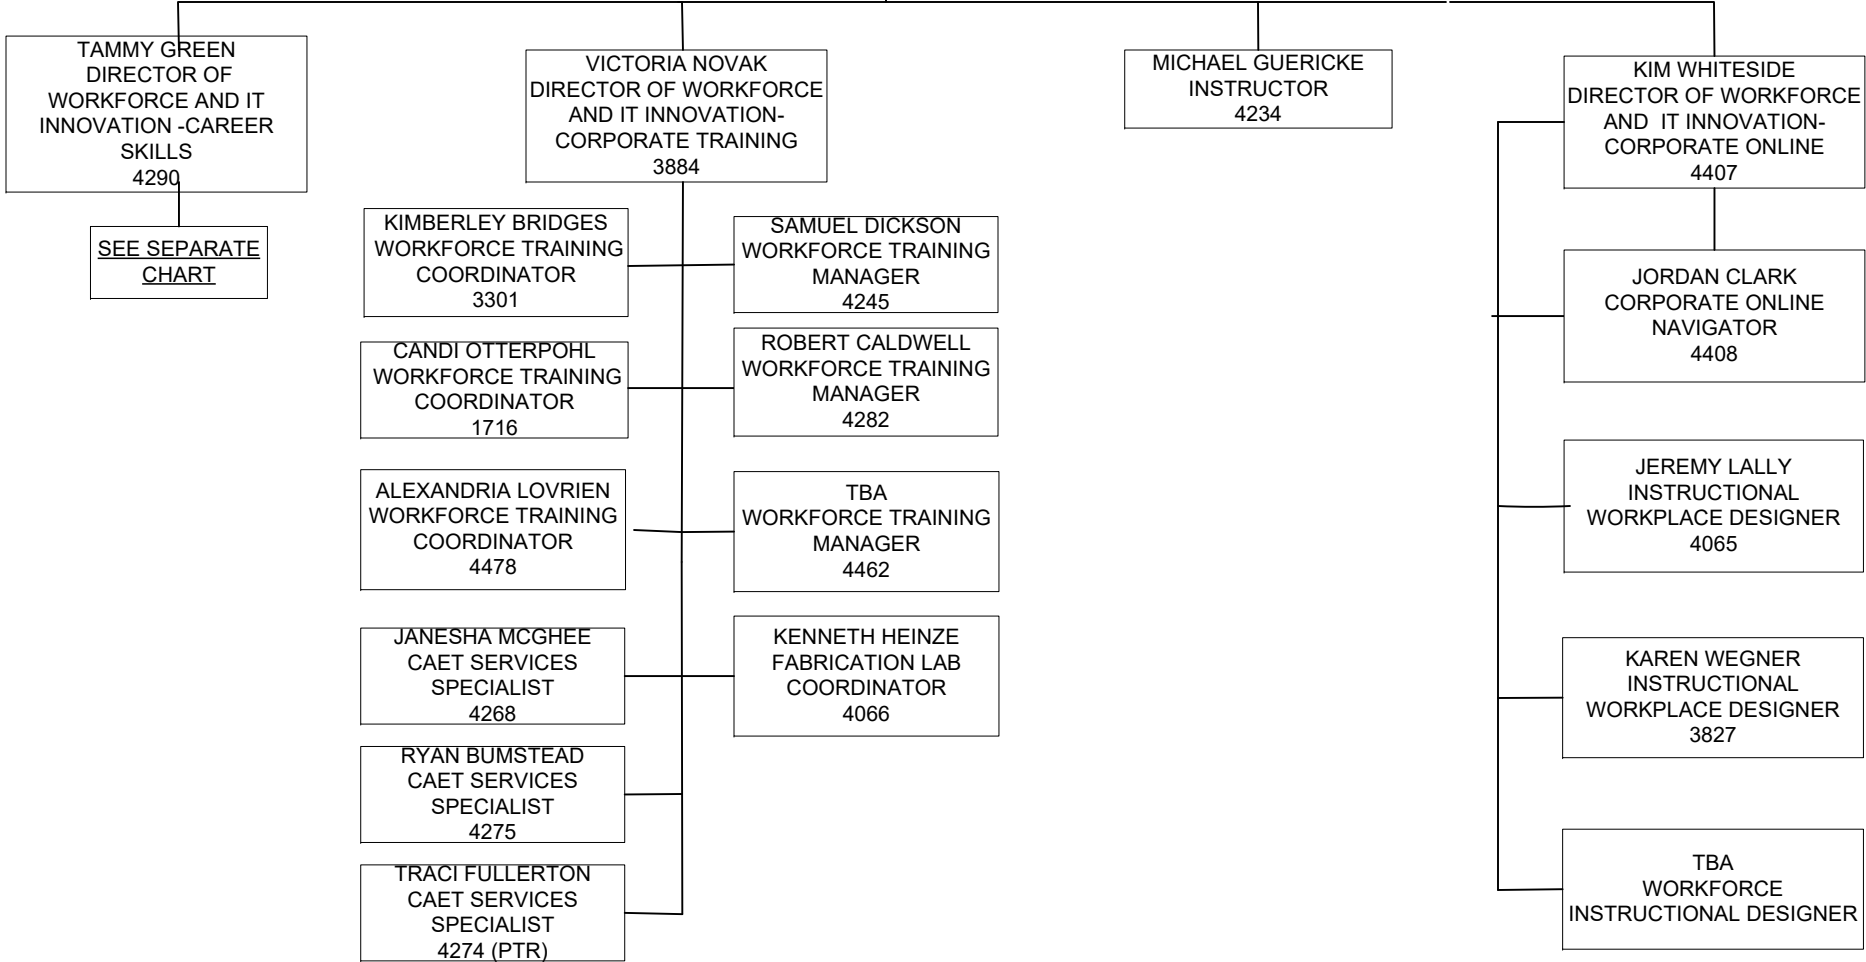 TAMMY GREEN
DIRECTOR OF
WORKFORCE AND IT
INNOVATION -CAREER
SKILLS
4290
SEE SEPARATE
CHART
VICTORIA NOVAK
DIRECTOR OF WORKFORCE
AND IT INNOVATION-
CORPORATE TRAINING
3884
KIMBERLEY BRIDGES
WORKFORCE TRAINING
COORDINATOR
3301
SAMUEL DICKSON
WORKFORCE TRAINING
MANAGER
4245
CANDI OTTERPOHL
WORKFORCE TRAINING
COORDINATOR
1716
ROBERT CALDWELL
WORKFORCE TRAINING
MANAGER
4282
ALEXANDRIA LOVRIEN
WORKFORCE TRAINING
COORDINATOR
4478
TBA
WORKFORCE TRAINING
MANAGER
4462
JANESHA MCGHEE
CAET SERVICES
SPECIALIST
4268
KENNETH HEINZE
FABRICATION LAB
COORDINATOR
4066
RYAN BUMSTEAD
CAET SERVICES
SPECIALIST
4275
TRACI FULLERTON
CAET SERVICES
SPECIALIST
4274 (PTR)
MICHAEL GUERICKE
INSTRUCTOR
4234
KIM WHITESIDE
DIRECTOR OF WORKFORCE
AND  IT INNOVATION-
CORPORATE ONLINE
4407
JORDAN CLARK
CORPORATE ONLINE
NAVIGATOR
4408
JEREMY LALLY
INSTRUCTIONAL
WORKPLACE DESIGNER
4065
KAREN WEGNER
INSTRUCTIONAL
WORKPLACE DESIGNER
3827
TBA
WORKFORCE
INSTRUCTIONAL DESIGNER